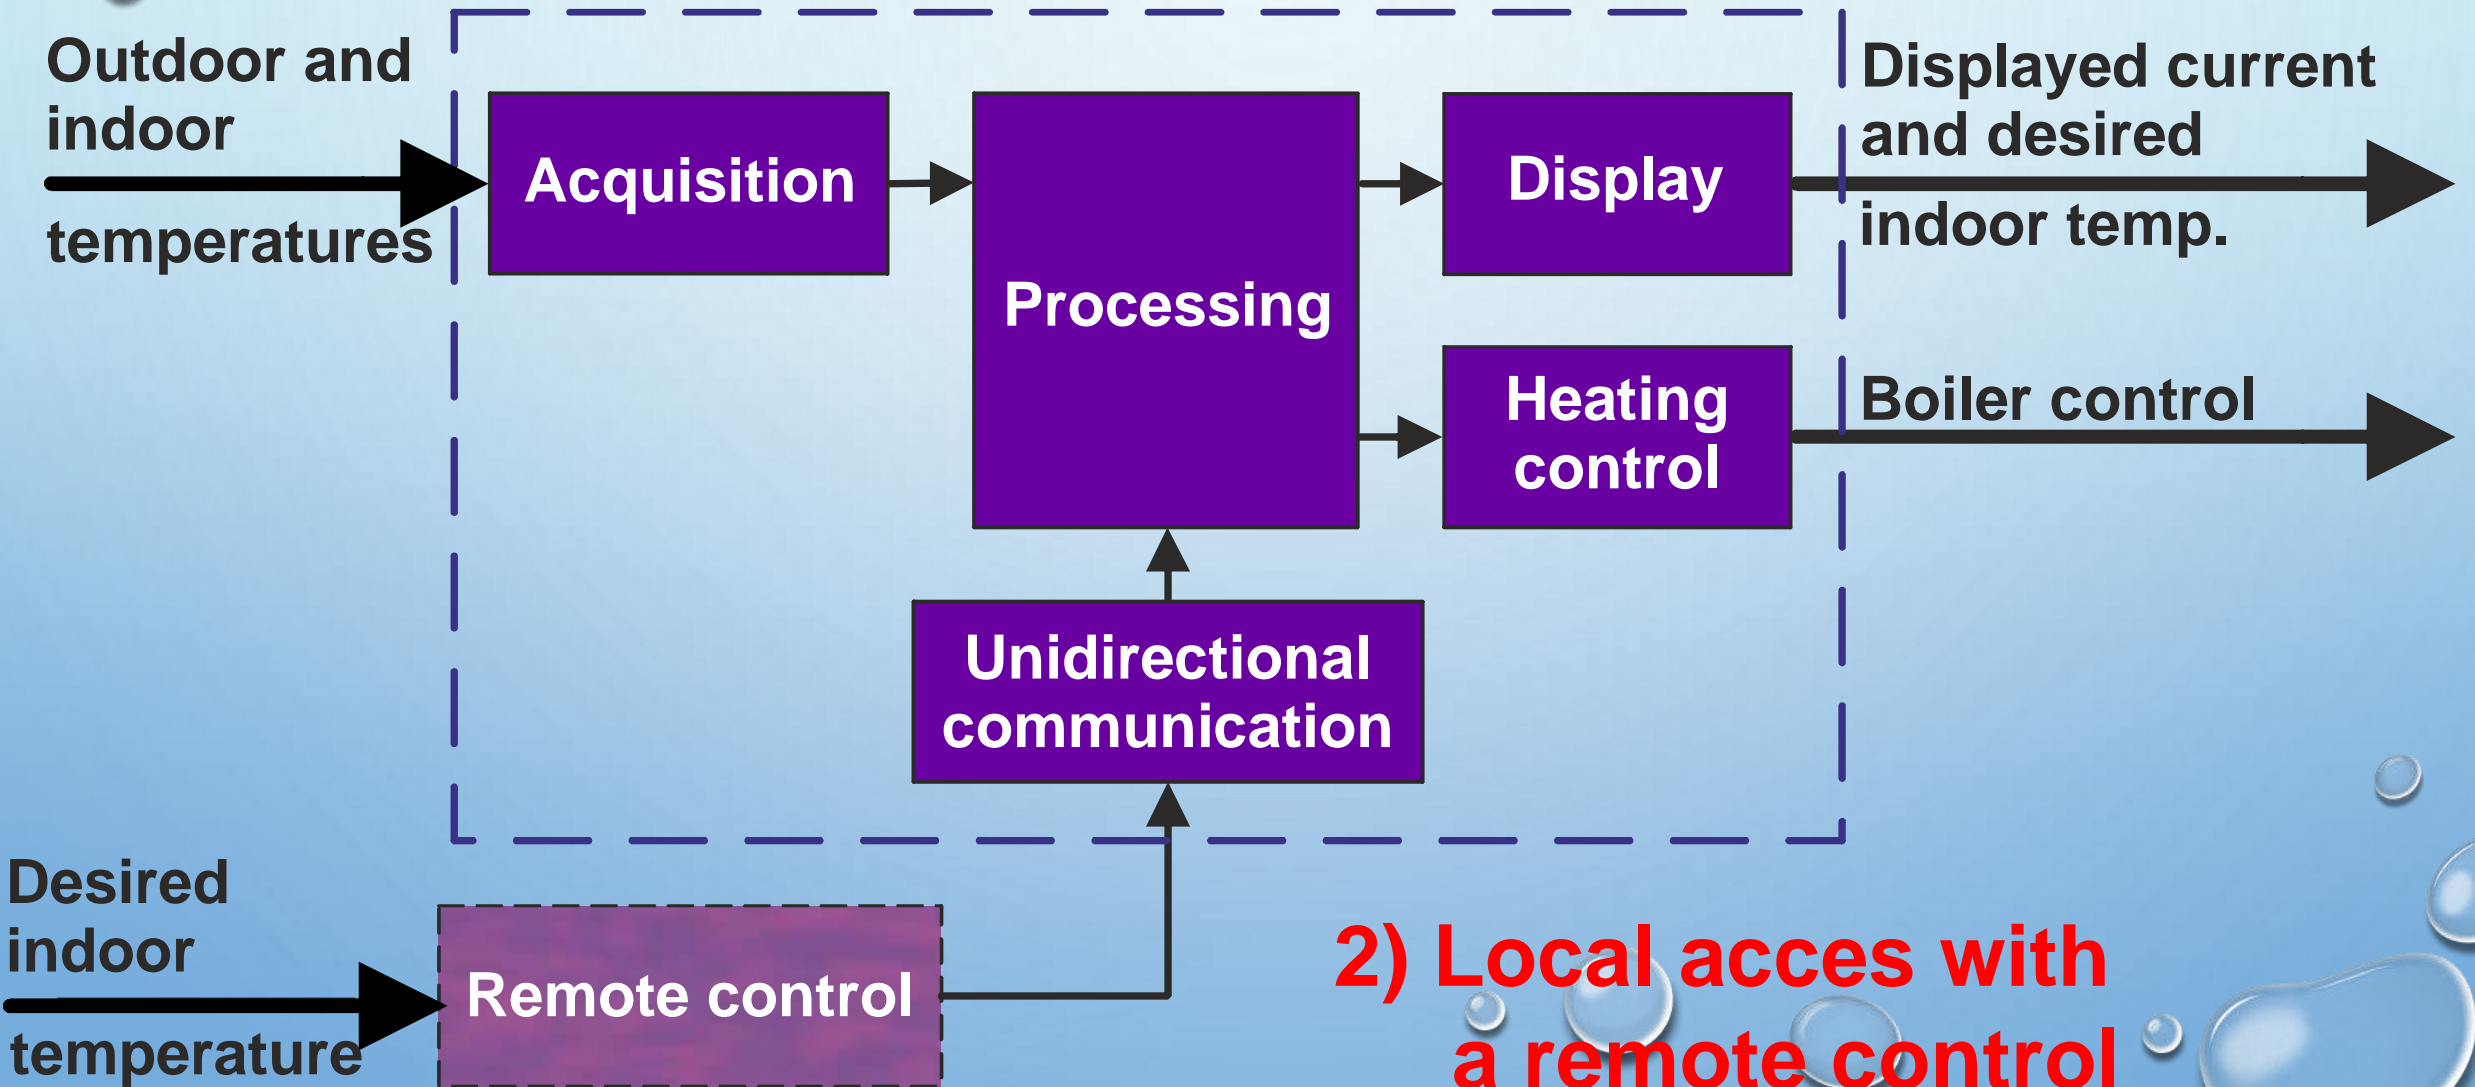 Outdoor and
indoor
temperatures
Acquisition
Processing
Display
Displayed current
and desired
indoor temp.
Heating
control
Boiler control
Unidirectional
communication
Desired
indoor
temperature
Remote control
2) Local acces with
a remote control